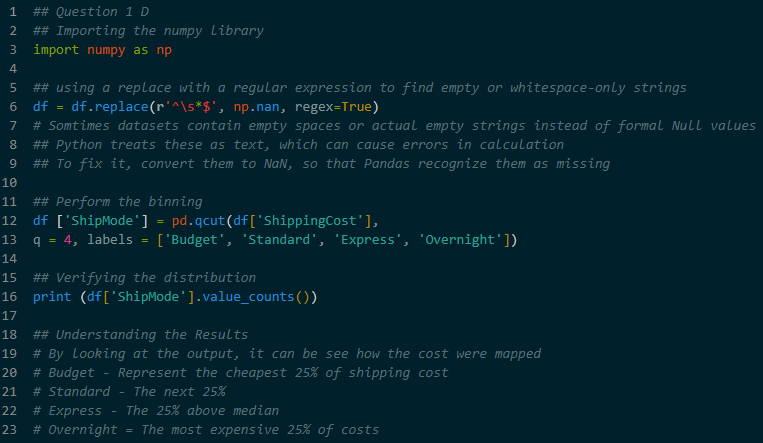 1 ## Question 1 D
2 ## Importing the numpy library
3 import numpy as np
4
5 ## using a replace with a regular expression to find empty or whitespace-only strings
6 df = df.replace(r'^\s*$', np.nan, regex=True)
7 # Somtimes datasets contain empty spaces or actual empty strings instead of formal Null values
8 ## Python treats these as text, which can cause errors in calculation
9 ## To fix it, convert them to NaN, so that Pandas recognize them as missing
10
11 ## Perform the binning
12 df ['ShipMode'] = pd.qcut(df['ShippingCost'],
13 q = 4, labels = ['Budget', 'Standard', 'Express', 'Overnight'])
14
15 ## Verifying the distribution
16 print (df['ShipMode'].value_counts())
17
18 ## Understanding the Results
19 # By looking at the output, it can be see how the cost were mapped
20 # Budget - Represent the cheapest 25% of shipping cost
21 # Standard - The next 25%
22 # Express - The 25% above median
23 # Overnight = The most expensive 25% of costs